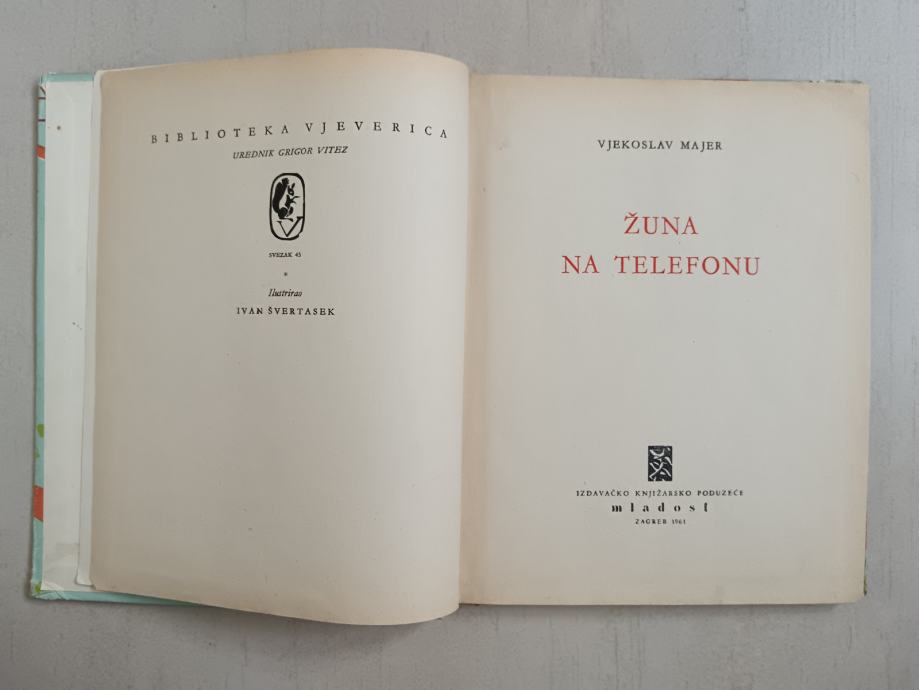 BIBLIOTEKA VJEVERICA
UREDNIK GRIGOR VITEZ
V
SVEZAK 45
*
Ilustrirao
IVAN ŠVERTASEK
VJEKOSLAV MAJER
ŽUNA
NA TELEFONU
IZDAVAČKO KNJIŽARSKO PODUZEĆE
mladost
ZAGREB 1961